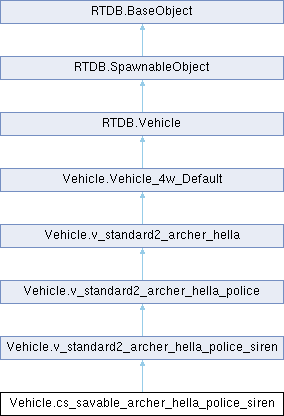 RTDB.BaseObject
RTDB.SpawnableObject
RTDB.Vehicle
Vehicle.Vehicle_4w_Default
Vehicle.v_standard2_archer_hella
Vehicle.v_standard2_archer_hella_police
Vehicle.v_standard2_archer_hella_police_siren
Vehicle.cs_savable_archer_hella_police_siren